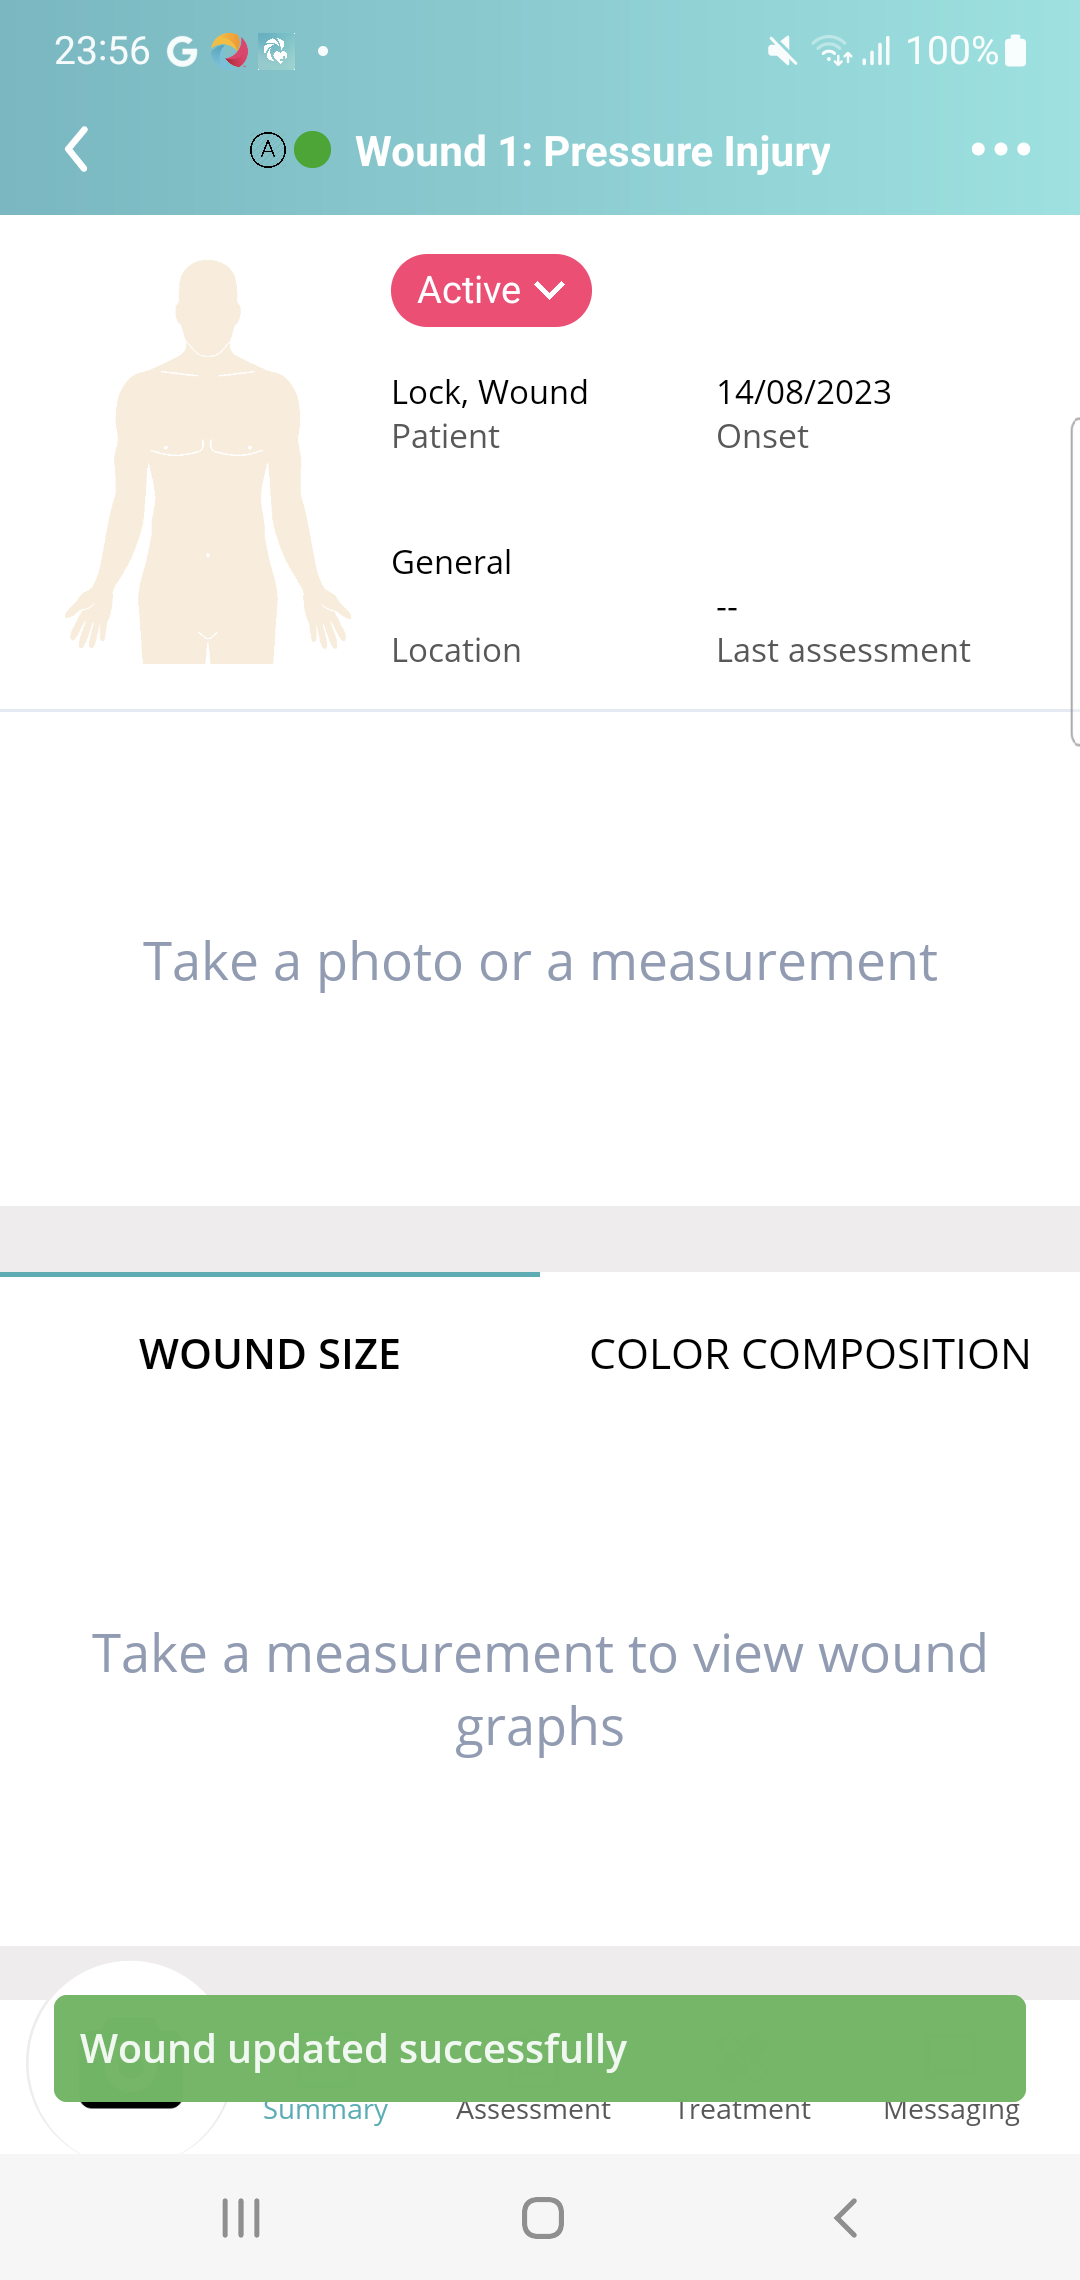 23:56 G 100%
A Wound 1: Pressure Injury
Active
Lock, Wound 14/08/2023
Patient Onset
General
--
Location Last assessment
Take a photo or a measurement
WOUND SIZE COLOR COMPOSITION
Take a measurement to view wound
graphs
Wound updated successfully
Summary Assessment Treatment Messaging